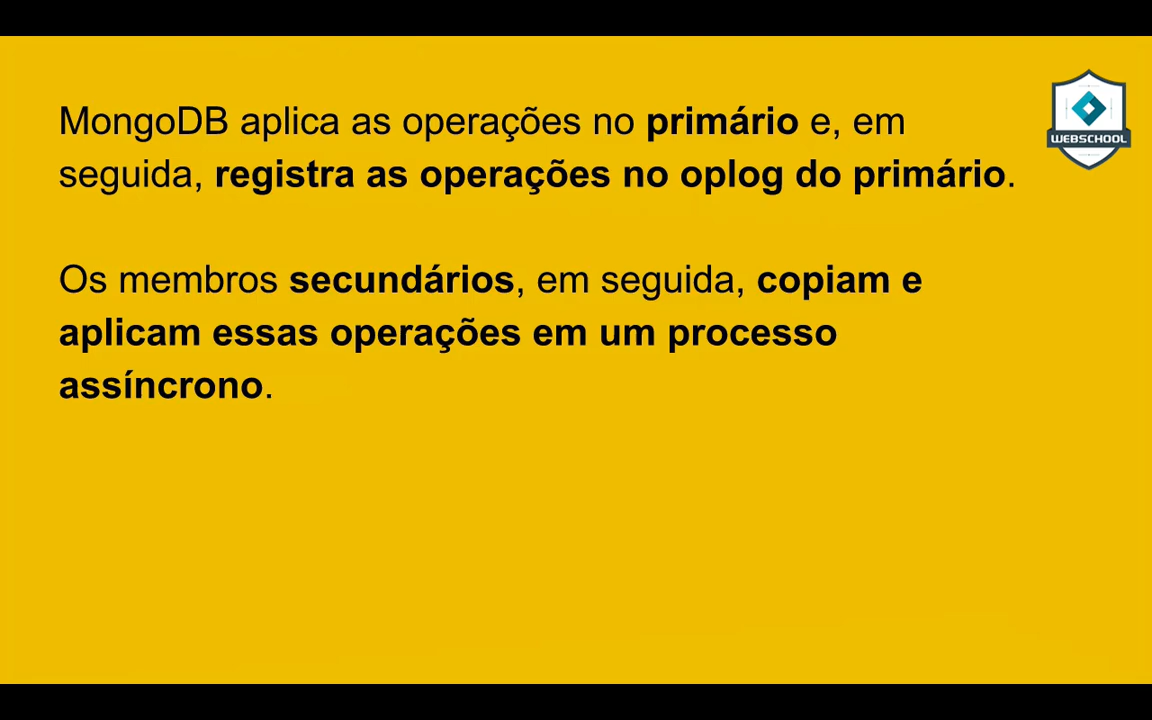 MongoDB aplica as operações no primário e, em
seguida, registra as operações no oplog do primário.
Os membros secundários, em seguida, copiam e
aplicam essas operações em um processo
assíncrono.
WEBSCHOOL